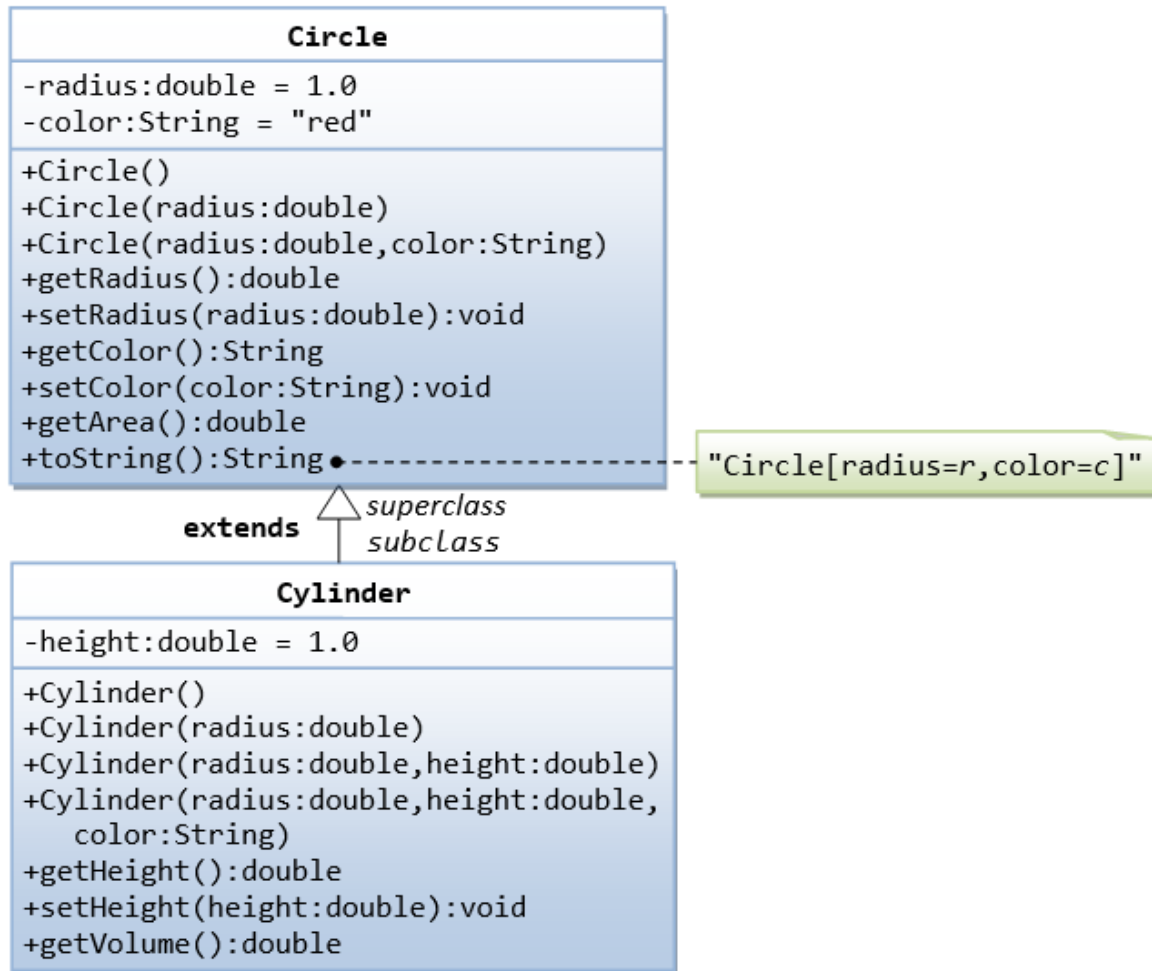 Circle
-radius:double = 1.0
-color:String = "red"
+Circle()
+Circle(radius:double)
+Circle(radius:double,color:String)
+getRadius():double
+setRadius(radius:double):void
+getColor():String
+setColor(color:String):void
+getArea():double
+toString():String
"Circle[radius=r,color=c]"
superclass
extends
subclass
Cylinder
-height:double = 1.0
+Cylinder()
+Cylinder(radius:double)
+Cylinder(radius:double,height:double)
+Cylinder(radius:double,height:double,
color:String)
+getHeight():double
+setHeight(height:double):void
+getVolume():double